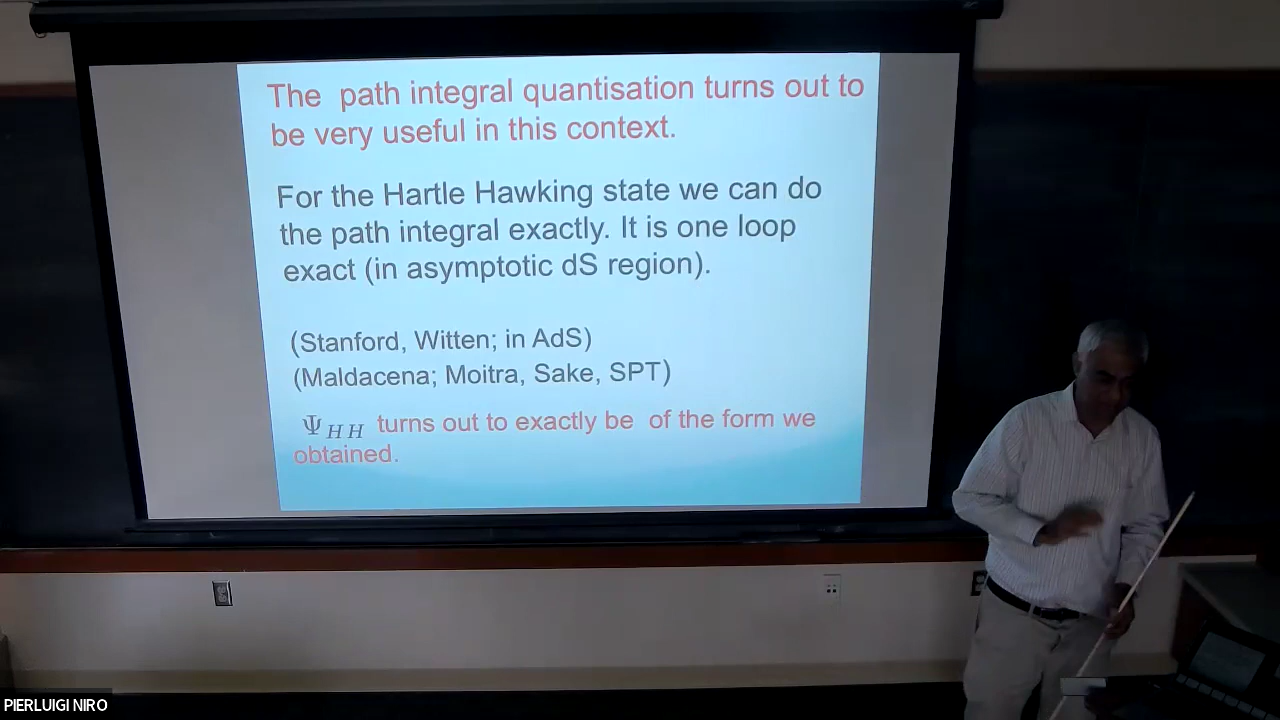 The path integral quantisation turns out to
be very useful in this context.
For the Hartle Hawking state we can do
the path integral exactly. It is one loop
exact (in asymptotic dS region).
(Stanford, Witten; in AdS)
(Maldacena; Moitra, Sake, SPT)
Ψ_HH turns out to exactly be of the form we
obtained.
PIERLUIGI NIRO